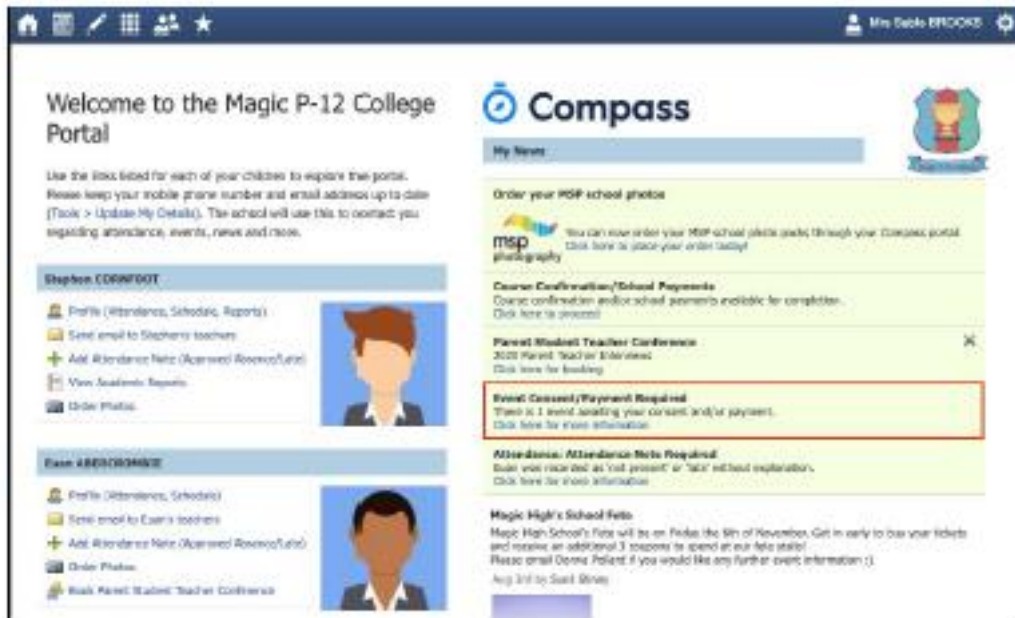 Mrs Sable BROOKS
Welcome to the Magic P-12 College
Portal
Use the links listed for each of your children to explore the portal.
Please keep your mobile phone number and email address up to date
(Tools > Update My Details). The school will use this to contact you
regarding attendance, events, news and more.
Stephen CORNFOOT
Profile (Attendance, Schedule, Reports)
Send email to Stephen's teachers
Add Attendance Note (Approved Absence/Late)
View Academic Reports
Order Photos
Euan ABERCROMBIE
Profile (Attendance, Schedule)
Send email to Euan's teachers
Add Attendance Note (Approved Absence/Late)
Order Photos
Book Parent Student Teacher Conference
Compass
My News
Order your MSP school photos
msp
photography
You can now order your MSP school photo packs through your Compass portal.
Click here to place your order today!
Course Confirmation/School Payments
Course confirmation and/or school payments available for completion.
Click here to proceed
Parent Student Teacher Conference
2020 Parent Teacher Interviews
Click here for booking
Event Consent/Payment Required
There is 1 event awaiting your consent and/or payment.
Click here for more information
Attendance: Attendance Note Required
Euan was recorded as 'not present' or 'late' without explanation.
Click here for more information
Magic High's School Fete
Magic High School's Fete will be on Friday the 6th of November. Get in early to buy your tickets
and receive an additional 3 coupons to spend at our fete stalls!
Please email Donna Pollard if you would like any further event information :)
Aug 3rd by